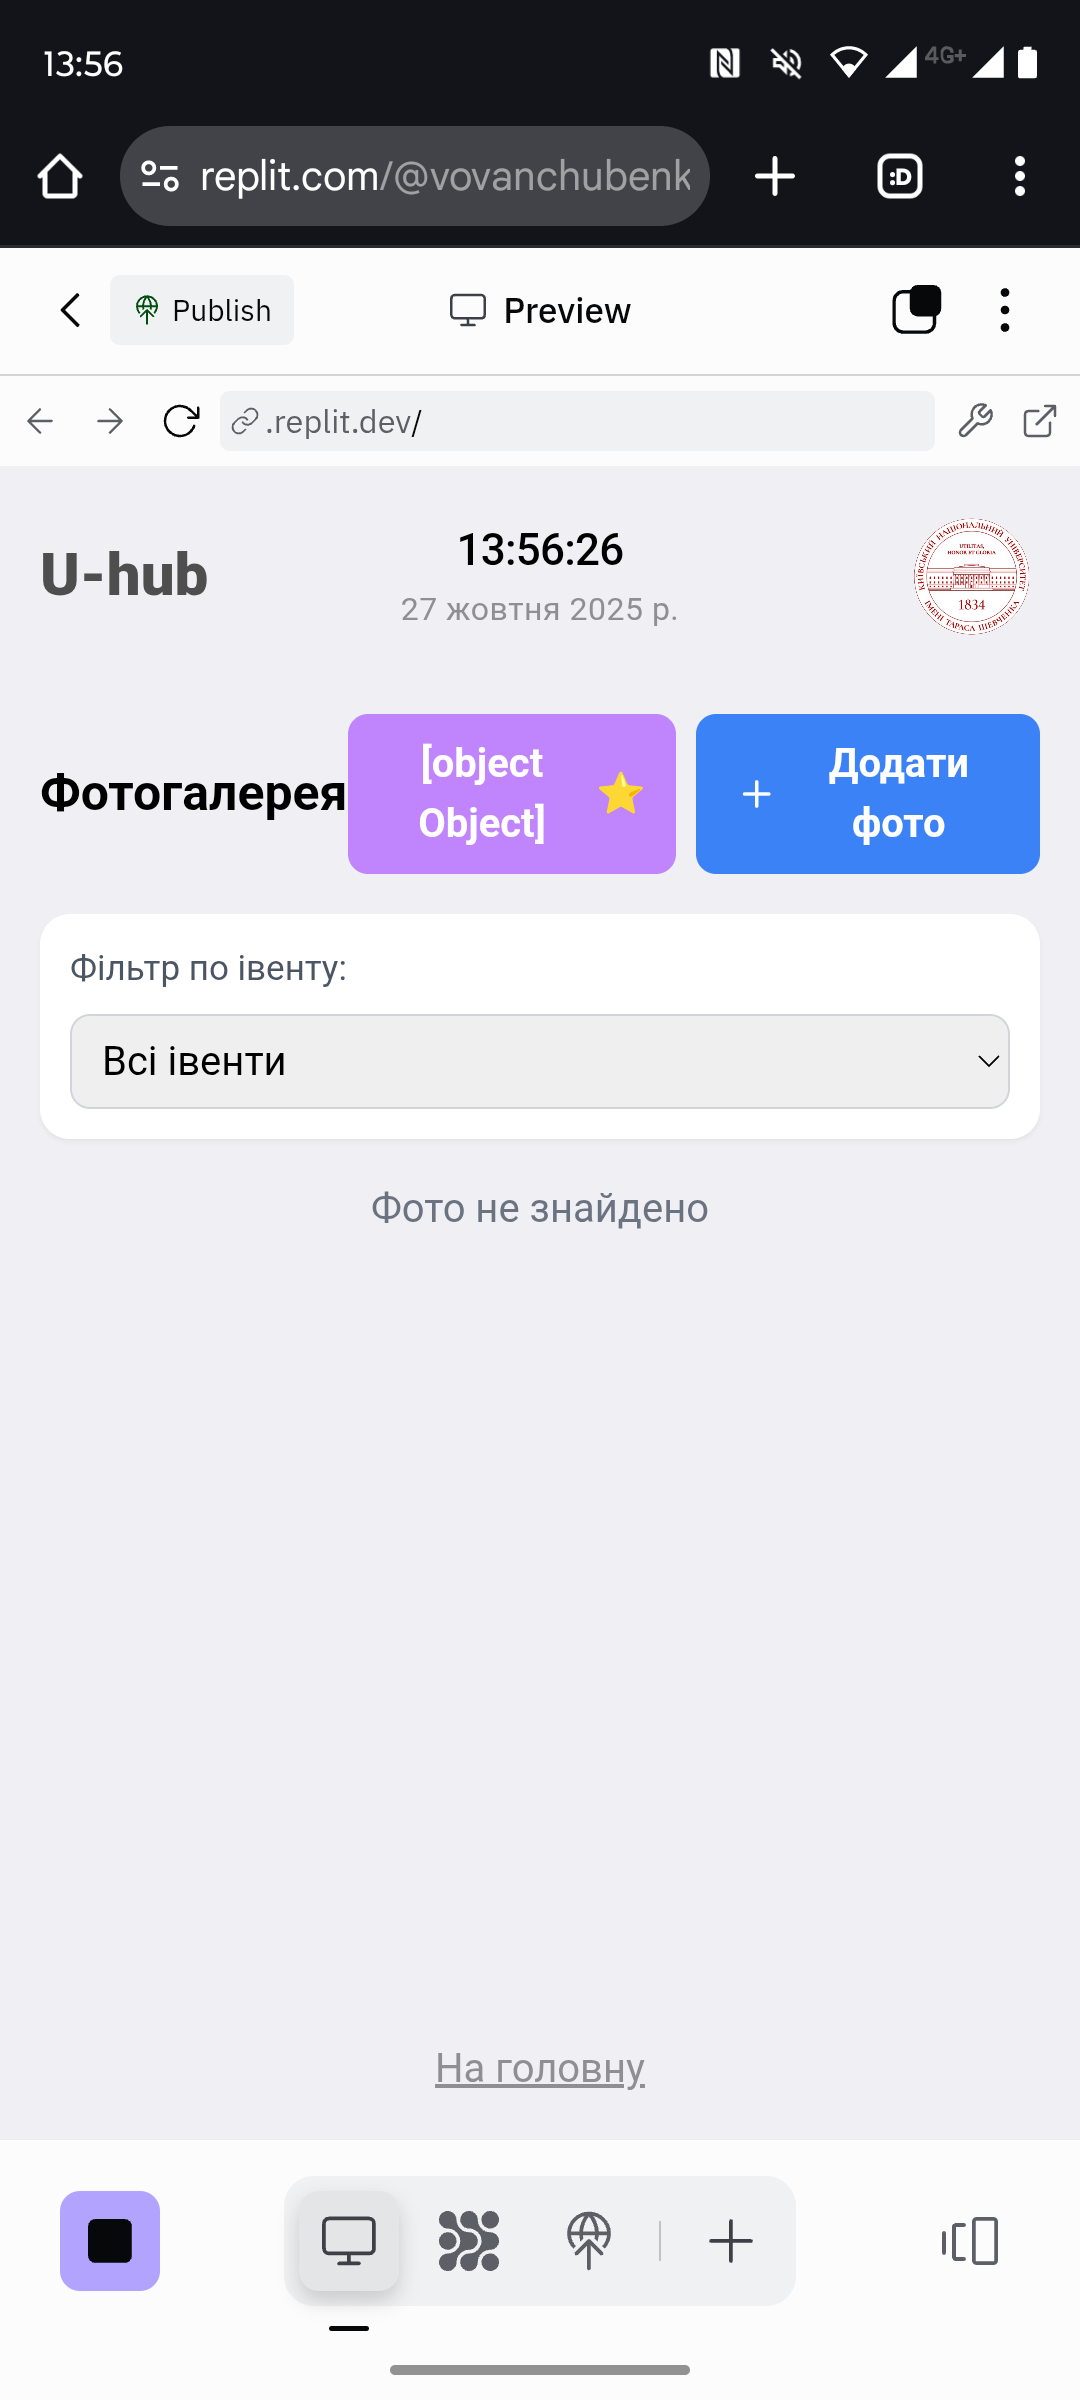 13:56
4G+
replit.com/@vovanchubenk
:D
Publish
Preview
.replit.dev/
U-hub
13:56:26
27 жовтня 2025 р.
КИЇВСЬКИЙ НАЦІОНАЛЬНИЙ УНІВЕРСИТЕТ
UTILITAS,
HONOR ET GLORIA
1834
ІМЕНІ ТАРАСА ШЕВЧЕНКА
Фотогалерея
[object
Object]
Додати
фото
Фільтр по івенту:
Всі івенти
Фото не знайдено
На головну